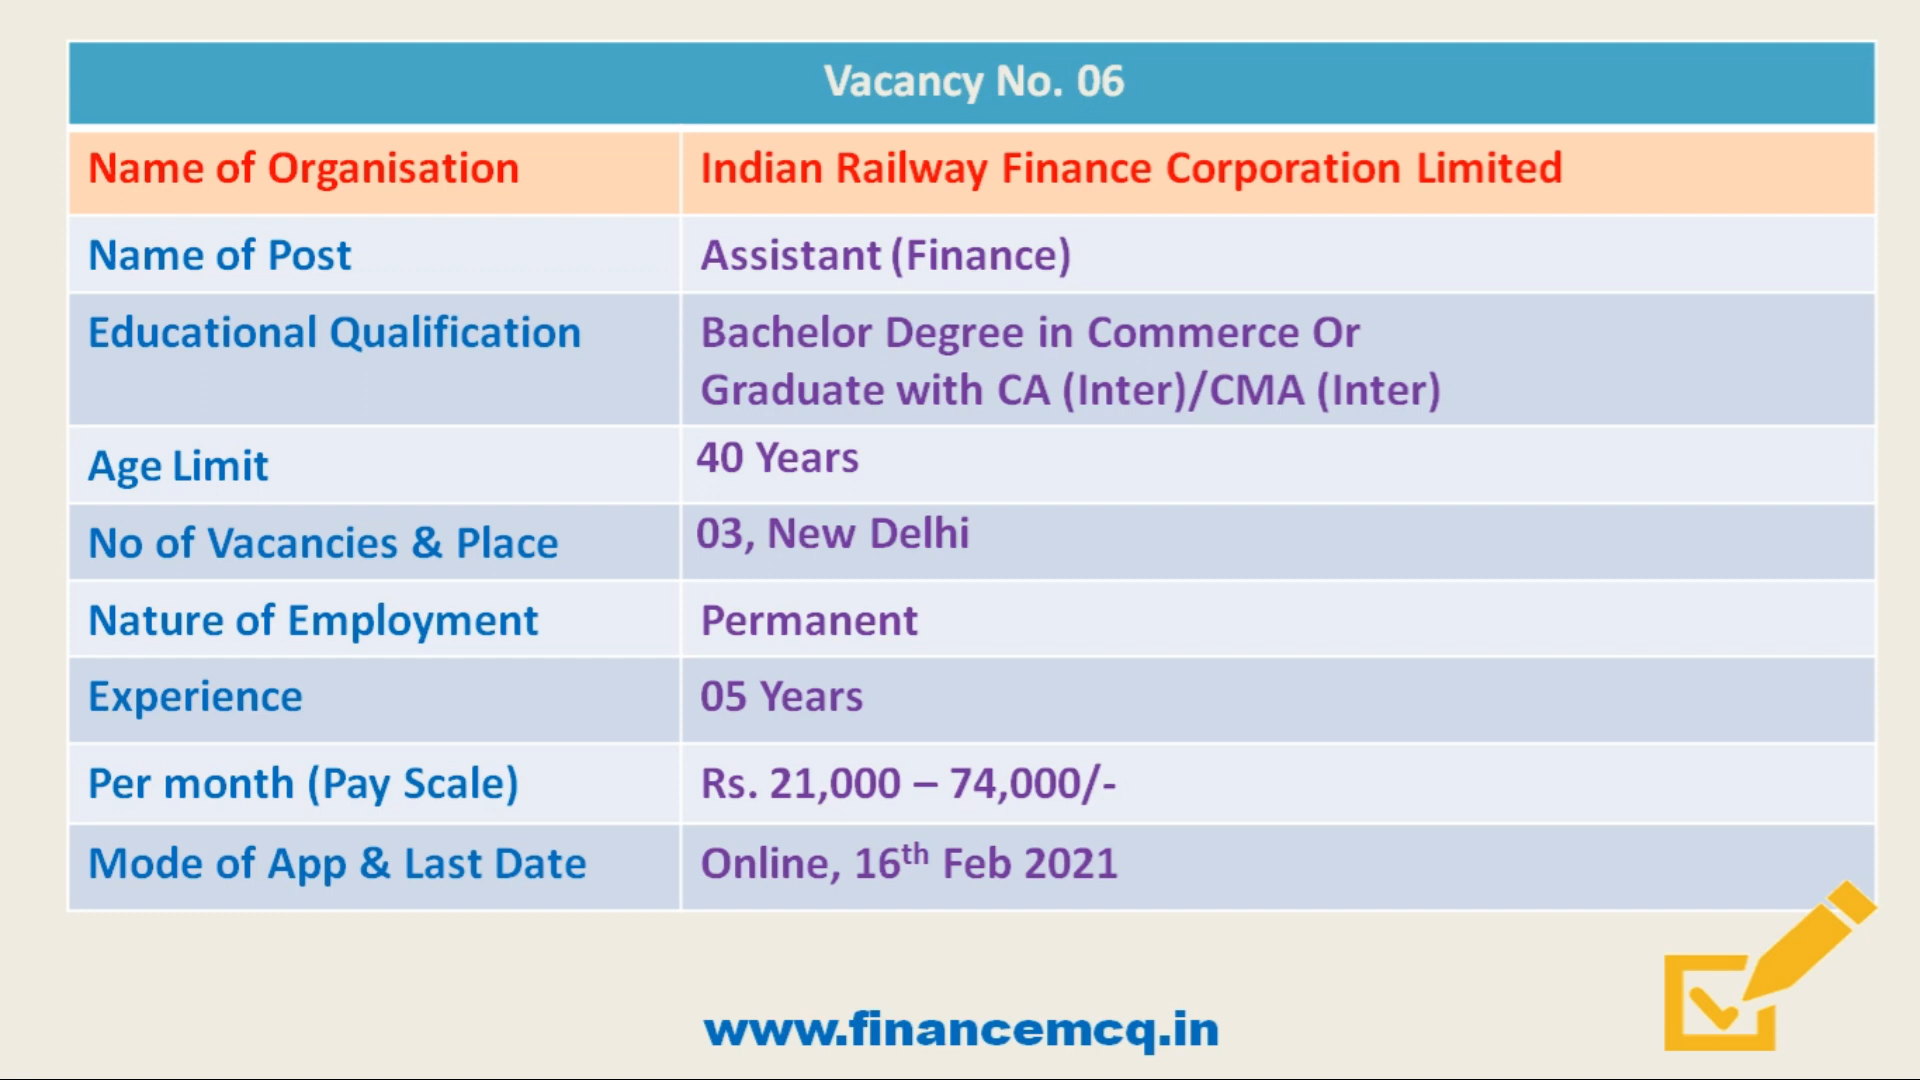 Vacancy No. 06
Name of Organisation Indian Railway Finance Corporation Limited
Name of Post Assistant (Finance)
Educational Qualification Bachelor Degree in Commerce Or
Graduate with CA (Inter)/CMA (Inter)
Age Limit 40 Years
No of Vacancies & Place 03, New Delhi
Nature of Employment Permanent
Experience 05 Years
Per month (Pay Scale) Rs. 21,000 – 74,000/-
Mode of App & Last Date Online, 16th Feb 2021
www.financemcq.in